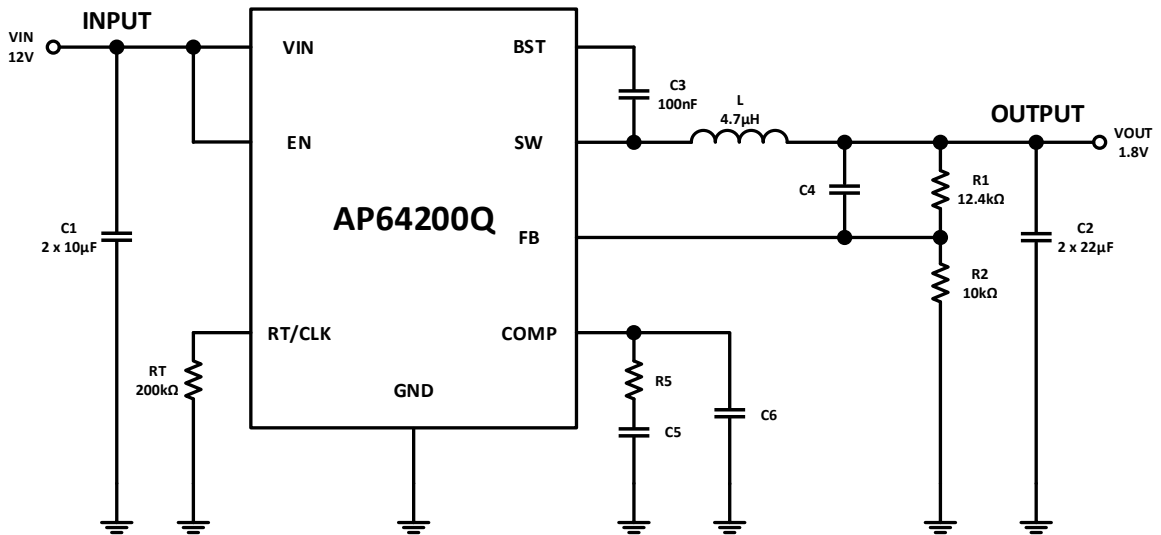 INPUT
VIN
12V
VIN
BST
C3
100nF
L
4.7µH
OUTPUT
VOUT
1.8V
EN
SW
C4
R1
12.4kΩ
AP64200Q
C1
2 x 10µF
FB
C2
2 x 22µF
R2
10kΩ
RT/CLK
COMP
RT
200kΩ
GND
R5
C5
C6